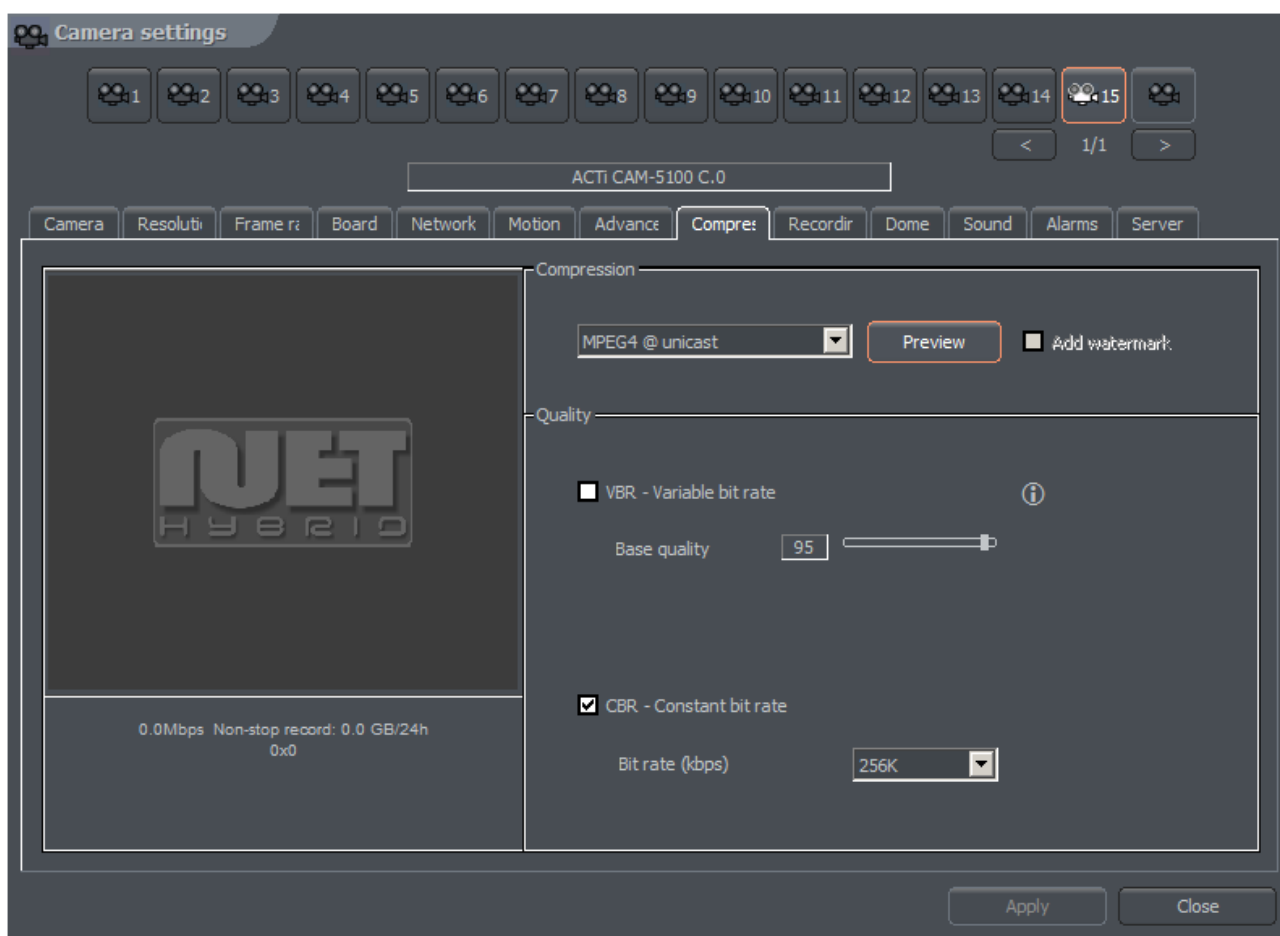 Camera settings
1 2 3 4 5 6 7 8 9 10 11 12 13 14 15
< 1/1 >
ACTi CAM-5100 C.0
Camera Resoluti Frame ra Board Network Motion Advance Compres Recordir Dome Sound Alarms Server
Compression
MPEG4 @ unicast Preview Add watermark
Quality
VBR - Variable bit rate
Base quality 95
NET
HYBRID
CBR - Constant bit rate
0.0Mbps Non-stop record: 0.0 GB/24h
0x0
Bit rate (kbps) 256K
Apply Close